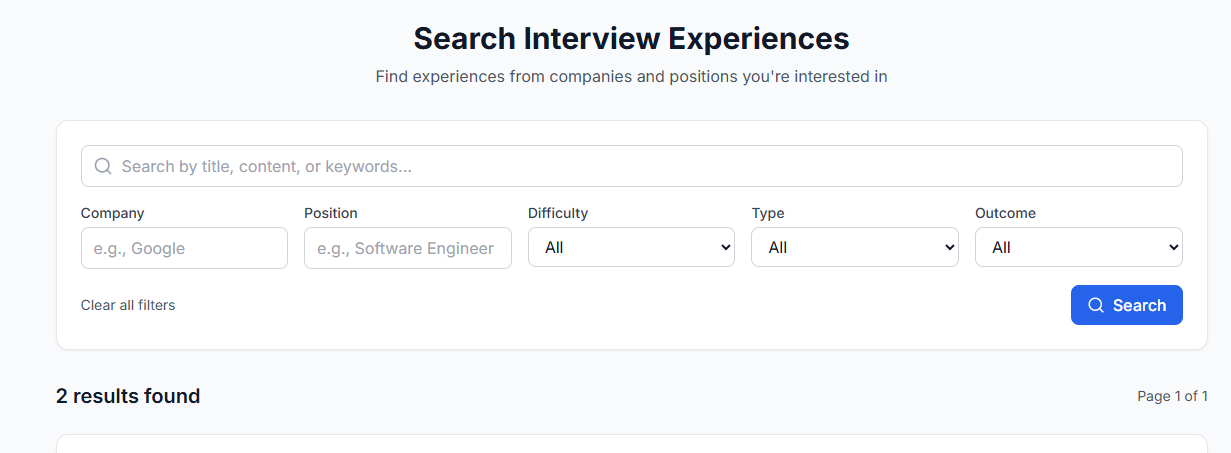 Search Interview Experiences
Find experiences from companies and positions you're interested in
Search by title, content, or keywords...
Company Position Difficulty Type Outcome
e.g., Google e.g., Software Engineer All All All
Clear all filters Search
2 results found Page 1 of 1